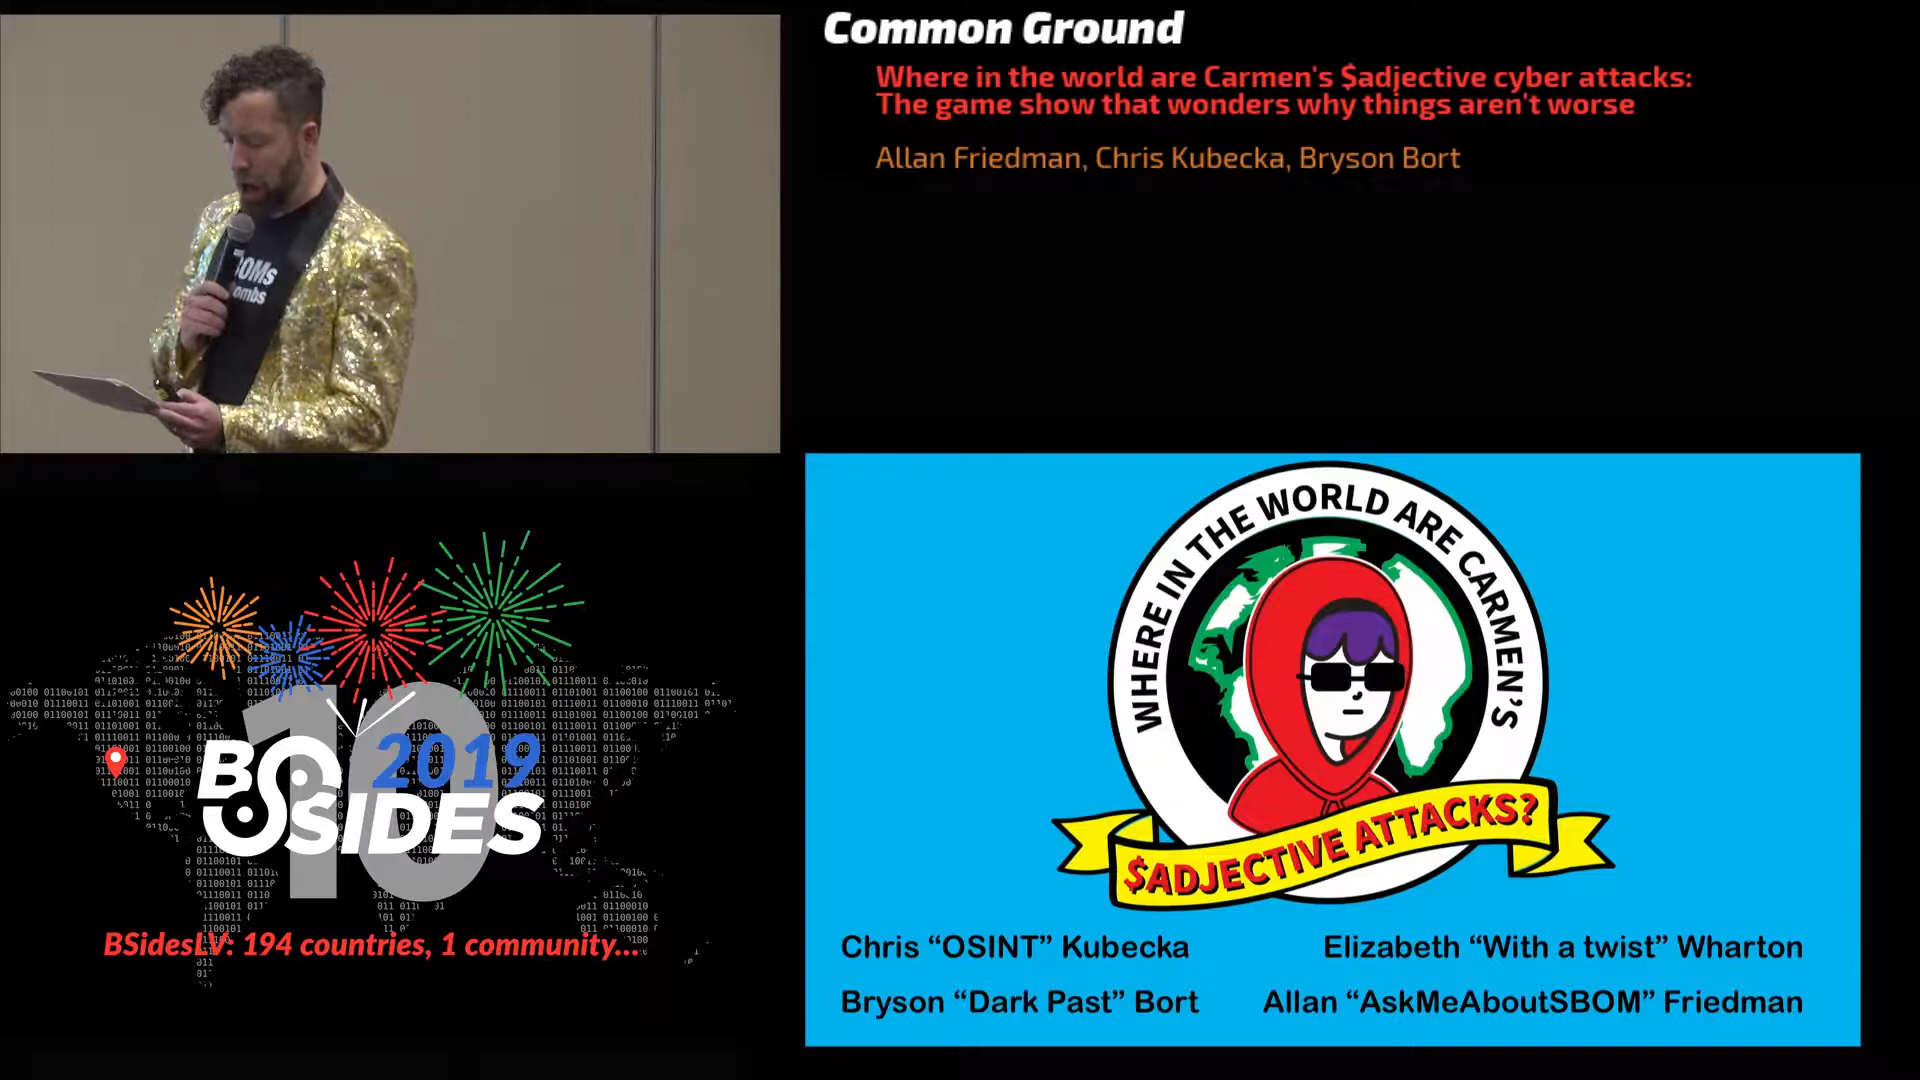 Common Ground
Where in the world are Carmen's $adjective cyber attacks:
The game show that wonders why things aren't worse
Allan Friedman, Chris Kubecka, Bryson Bort
WHERE IN THE WORLD ARE CARMEN'S
$ADJECTIVE ATTACKS?
Chris “OSINT” Kubecka
Elizabeth “With a twist” Wharton
Bryson “Dark Past” Bort
Allan “AskMeAboutSBOM” Friedman
10
2019
BSIDES
BSidesLV: 194 countries, 1 community...